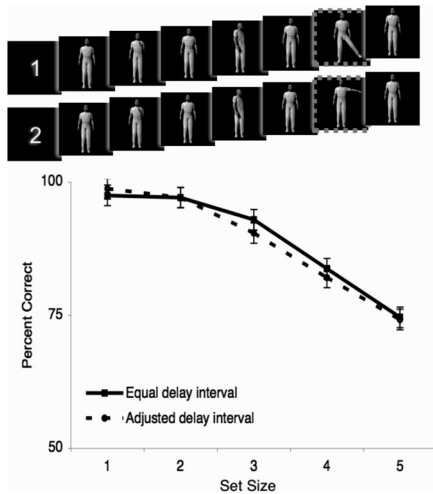 1
2
100
75
50
Percent Correct
Equal delay interval
Adjusted delay interval
1 2 3 4 5
Set Size